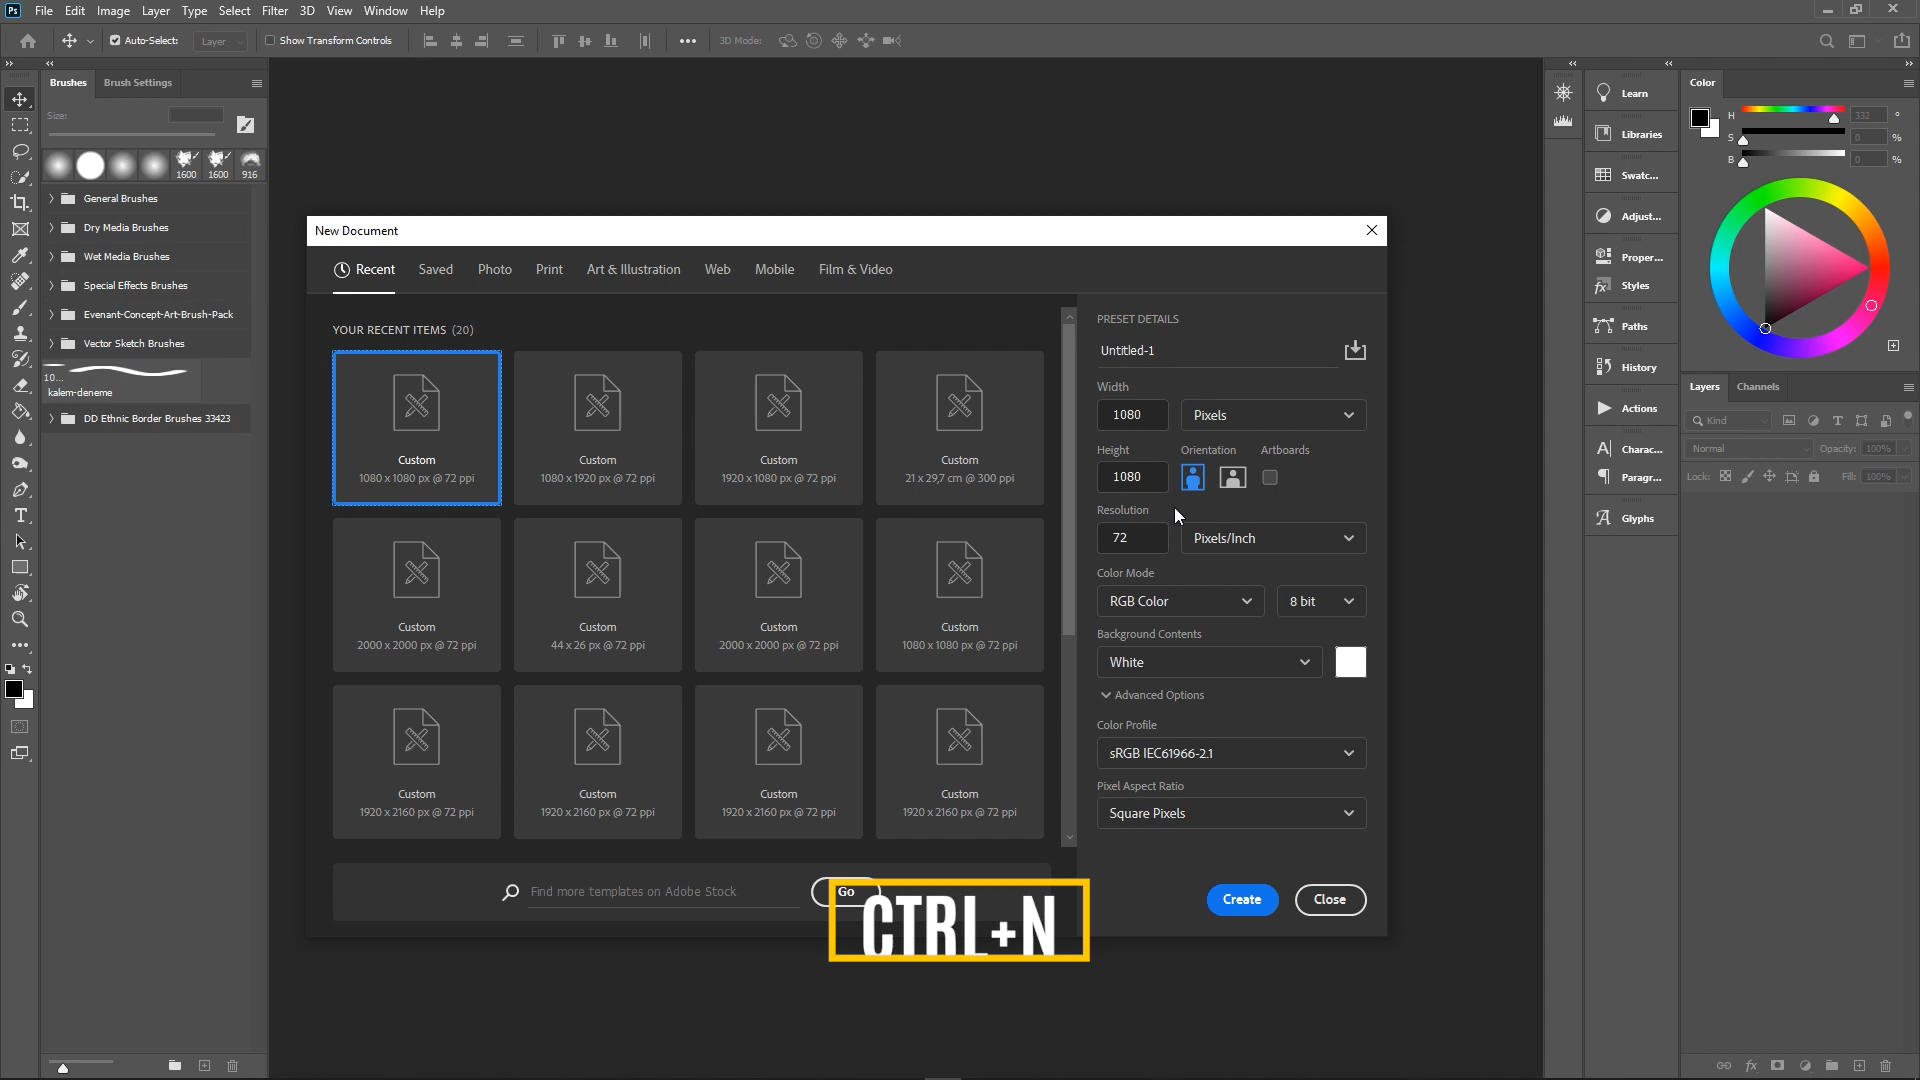 Ps File Edit Image Layer Type Select Filter 3D View Window Help
Auto-Select: Layer Show Transform Controls 3D Mode:
Brushes Brush Settings
Size:
1600 1600 916
General Brushes
Dry Media Brushes
Wet Media Brushes
Special Effects Brushes
Evenant-Concept-Art-Brush-Pack
Vector Sketch Brushes
10...
kalem-deneme
DD Ethnic Border Brushes 33423
New Document
Recent Saved Photo Print Art & Illustration Web Mobile Film & Video
YOUR RECENT ITEMS (20)
Custom Custom Custom Custom
1080 x 1080 px @ 72 ppi 1080 x 1920 px @ 72 ppi 1920 x 1080 px @ 72 ppi 21 x 29,7 cm @ 300 ppi
Custom Custom Custom Custom
2000 x 2000 px @ 72 ppi 44 x 26 px @ 72 ppi 2000 x 2000 px @ 72 ppi 1080 x 1080 px @ 72 ppi
Custom Custom Custom Custom
1920 x 2160 px @ 72 ppi 1920 x 2160 px @ 72 ppi 1920 x 2160 px @ 72 ppi 1920 x 2160 px @ 72 ppi
Find more templates on Adobe Stock Go
PRESET DETAILS
Untitled-1
Width
1080 Pixels
Height Orientation Artboards
1080
Resolution
72 Pixels/Inch
Color Mode
RGB Color 8 bit
Background Contents
White
Advanced Options
Color Profile
sRGB IEC61966-2.1
Pixel Aspect Ratio
Square Pixels
Create Close
CTRL+N
Learn
Libraries
Swatc...
Adjust...
Proper...
Styles
Paths
History
Actions
Charac...
Paragr...
Glyphs
Color
H 332 °
S 0 %
B 0 %
Layers Channels
Kind
Normal Opacity: 100%
Lock: Fill: 100%